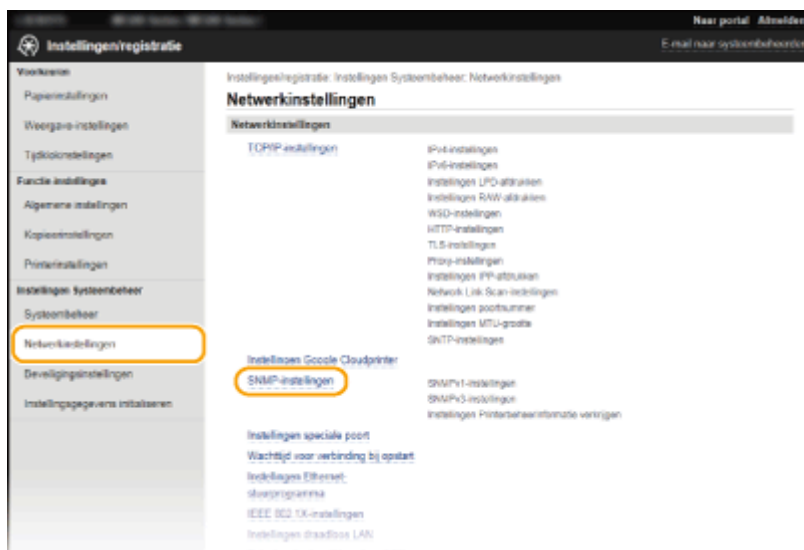 Naar portal Afmelden
Instellingen/registratie
E-mail naar systeembeheerder
Voorkeuren
Papierinstellingen
Weergave-instellingen
Tijdklokinstellingen
Functie-instellingen
Algemene instellingen
Kopieerinstellingen
Printerinstellingen
Instellingen Systeembeheer
Systeembeheer
Netwerkinstellingen
Beveiligingsinstellingen
Instellingsgegevens initialiseren
Instellingen/registratie: Instellingen Systeembeheer: Netwerkinstellingen
Netwerkinstellingen
Netwerkinstellingen
TCP/IP-instellingen
IPv4-instellingen
IPv6-instellingen
Instellingen LPD-afdrukken
Instellingen RAW-afdrukken
WSD-instellingen
HTTP-instellingen
TLS-instellingen
Proxy-instellingen
Instellingen IPP-afdrukken
Network Link Scan-instellingen
Instellingen poortnummer
Instellingen MTU-grootte
SNTP-instellingen
Instellingen Google Cloudprinter
SNMP-instellingen
SNMPv1-instellingen
SNMPv3-instellingen
Instellingen Printerbeheerinformatie verkrijgen
Instellingen speciale poort
Wachttijd voor verbinding bij opstart
Instellingen Ethernet-
stuurprogramma
IEEE 802.1X-instellingen
Instellingen draadloos LAN